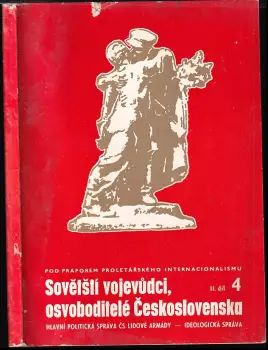 POD PRAPOREM PROLETÁŘSKÉHO INTERNACIONALISMU
Sovětští vojevůdci, II. díl 4
osvoboditelé Československa
HLAVNÍ POLITICKÁ SPRÁVA ČS LIDOVÉ ARMÁDY — IDEOLOGICKÁ SPRÁVA